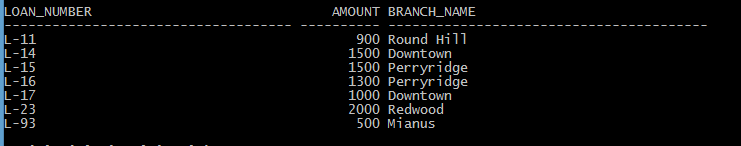 LOAN_NUMBER AMOUNT BRANCH_NAME
------------------------------------ ---------- ----------------------------------------
L-11 900 Round Hill
L-14 1500 Downtown
L-15 1500 Perryridge
L-16 1300 Perryridge
L-17 1000 Downtown
L-23 2000 Redwood
L-93 500 Mianus